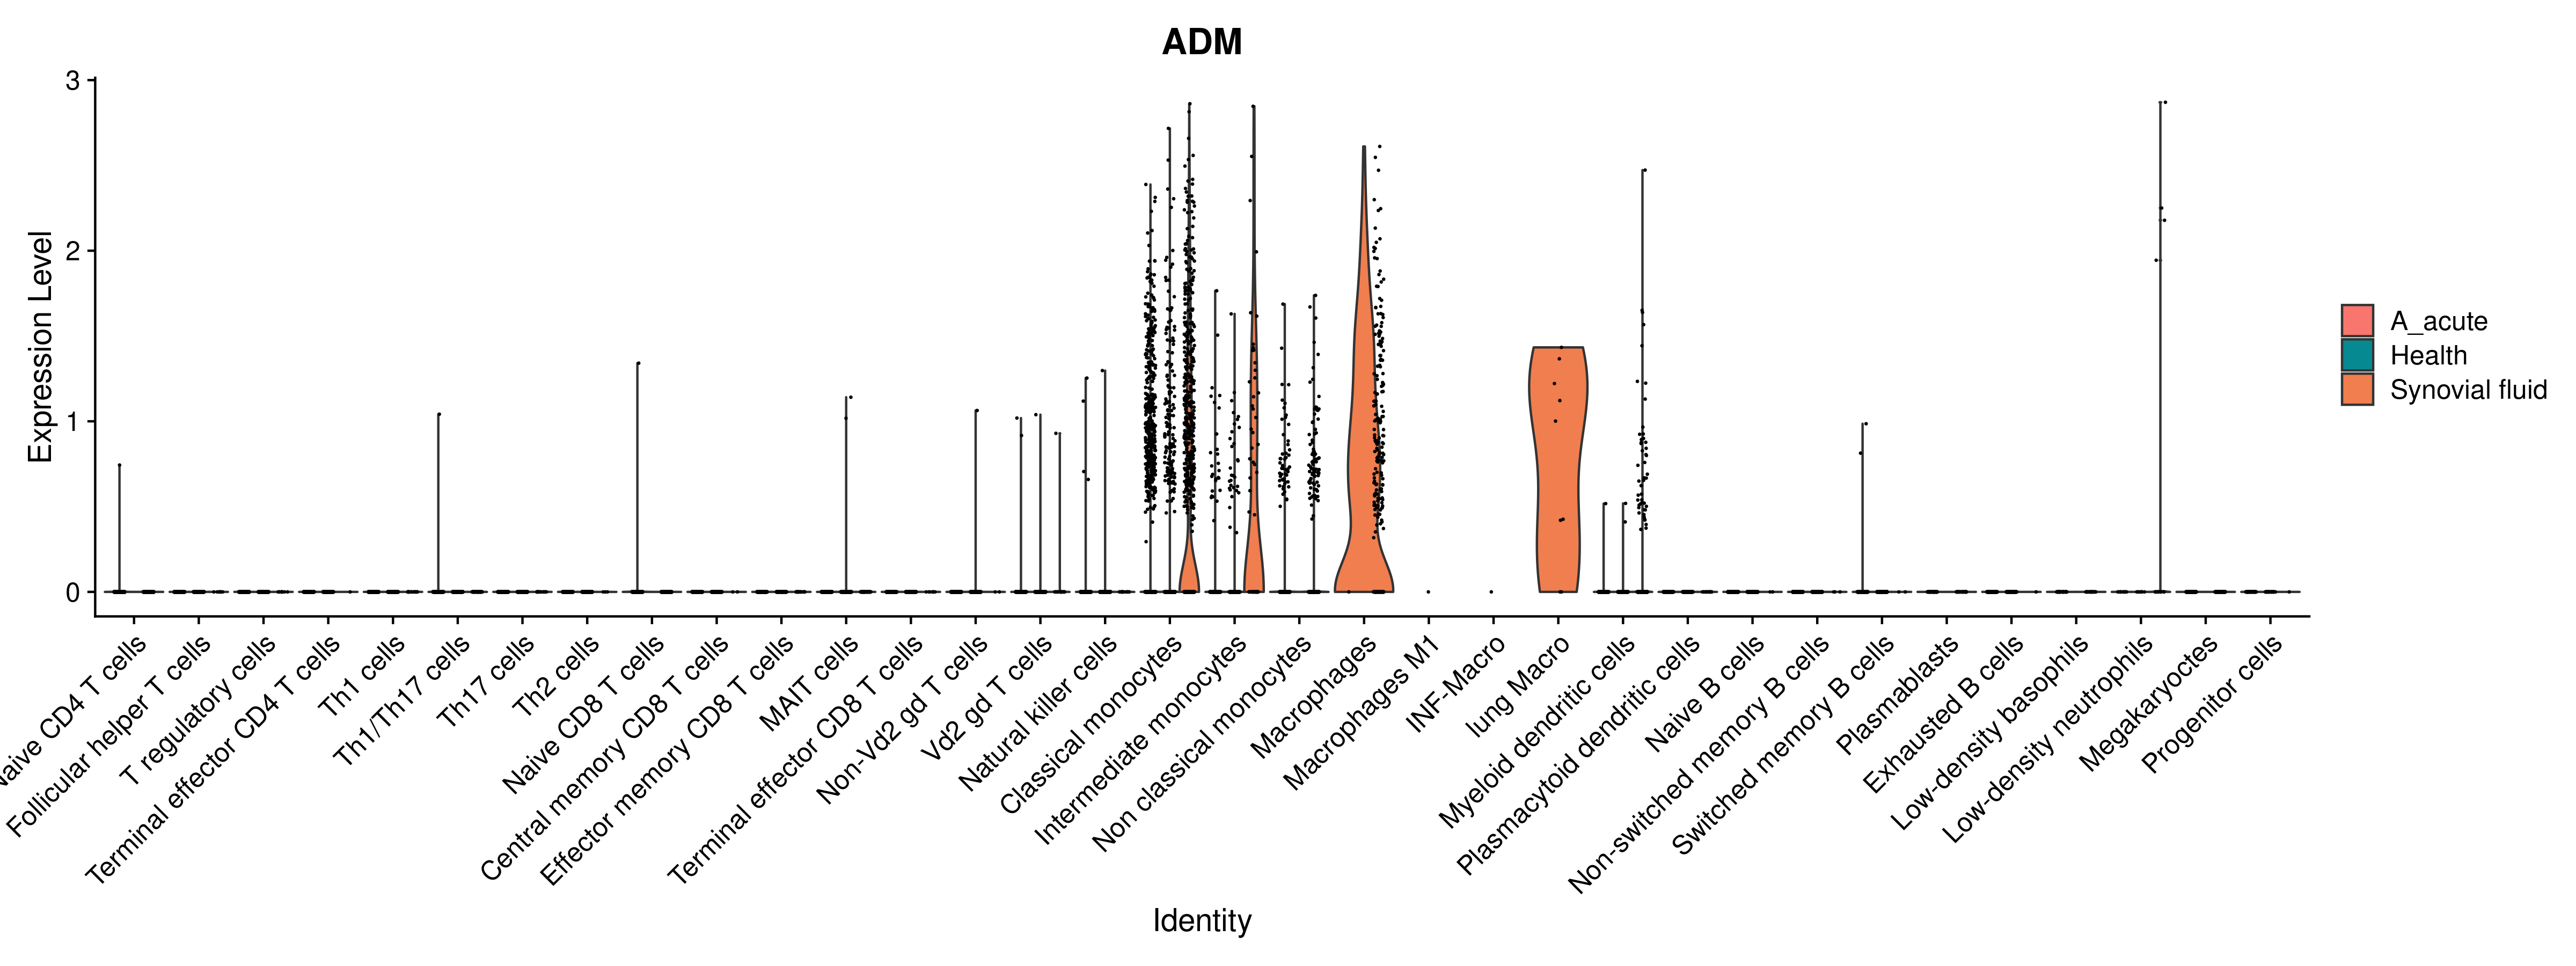 ADM
Expression Level
3
2
1
0
Naive CD4 T cells
Follicular helper T cells
T regulatory cells
Terminal effector CD4 T cells
Th1 cells
Th1/Th17 cells
Th17 cells
Th2 cells
Naive CD8 T cells
Central memory CD8 T cells
Effector memory CD8 T cells
MAIT cells
Terminal effector CD8 T cells
Non-Vd2 gd T cells
Vd2 gd T cells
Natural killer cells
Classical monocytes
Intermediate monocytes
Non classical monocytes
Macrophages
Macrophages M1
INF-Macro
lung Macro
Myeloid dendritic cells
Plasmacytoid dendritic cells
Naive B cells
Non-switched memory B cells
Switched memory B cells
Plasmablasts
Exhausted B cells
Low-density basophils
Low-density neutrophils
Megakaryoctes
Progenitor cells
Identity
A_acute
Health
Synovial fluid